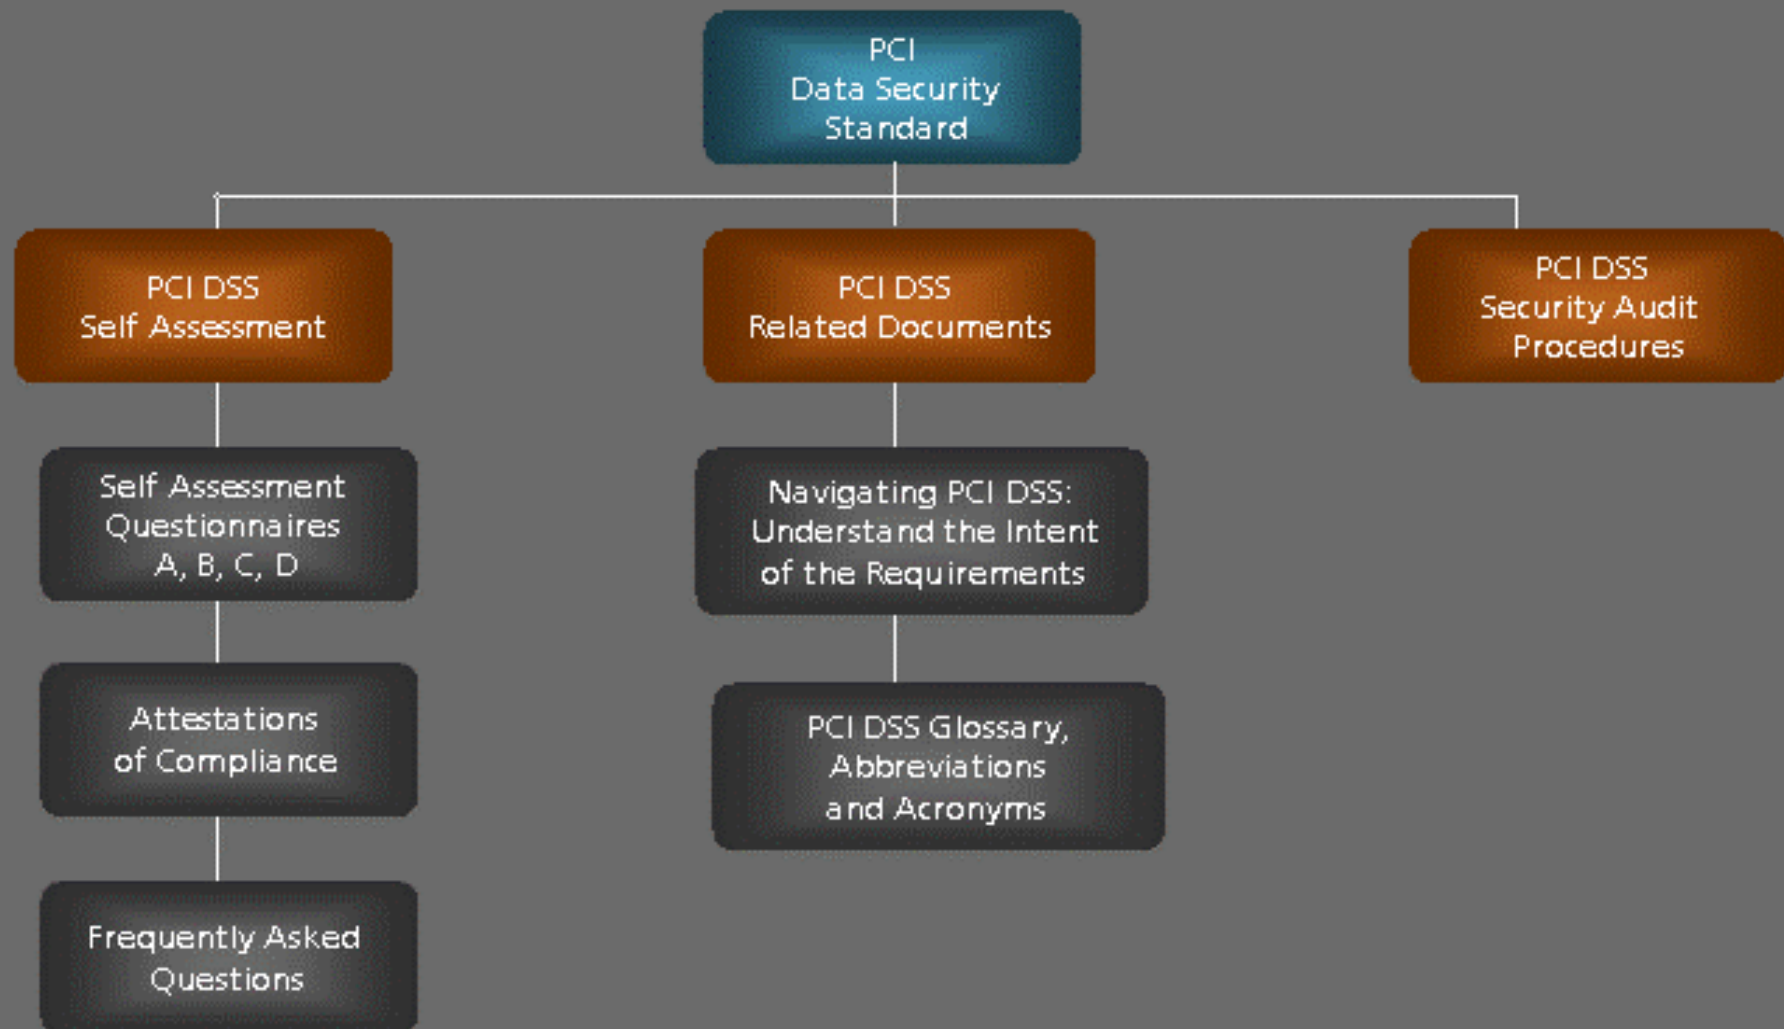 PCI
Data Security
Standard
PCI DSS
Self Assessment
PCI DSS
Related Documents
PCI DSS
Security Audit
Procedures
Self Assessment
Questionnaires
A, B, C, D
Navigating PCI DSS:
Understand the Intent
of the Requirements
Attestations
of Compliance
PCI DSS Glossary,
Abbreviations
and Acronyms
Frequently Asked
Questions